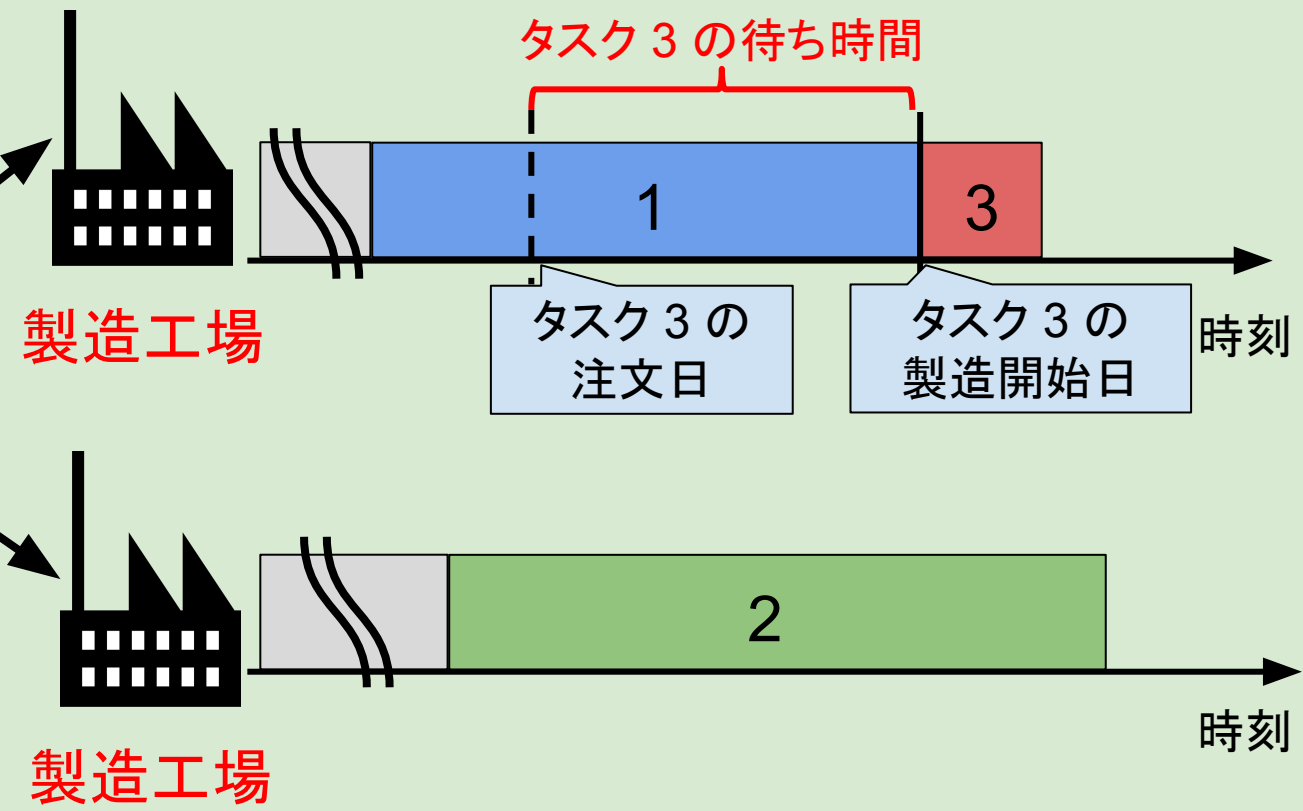 タスク 3 の待ち時間
1
3
タスク 3 の
注文日
タスク 3 の
製造開始日
時刻
製造工場
2
時刻
製造工場